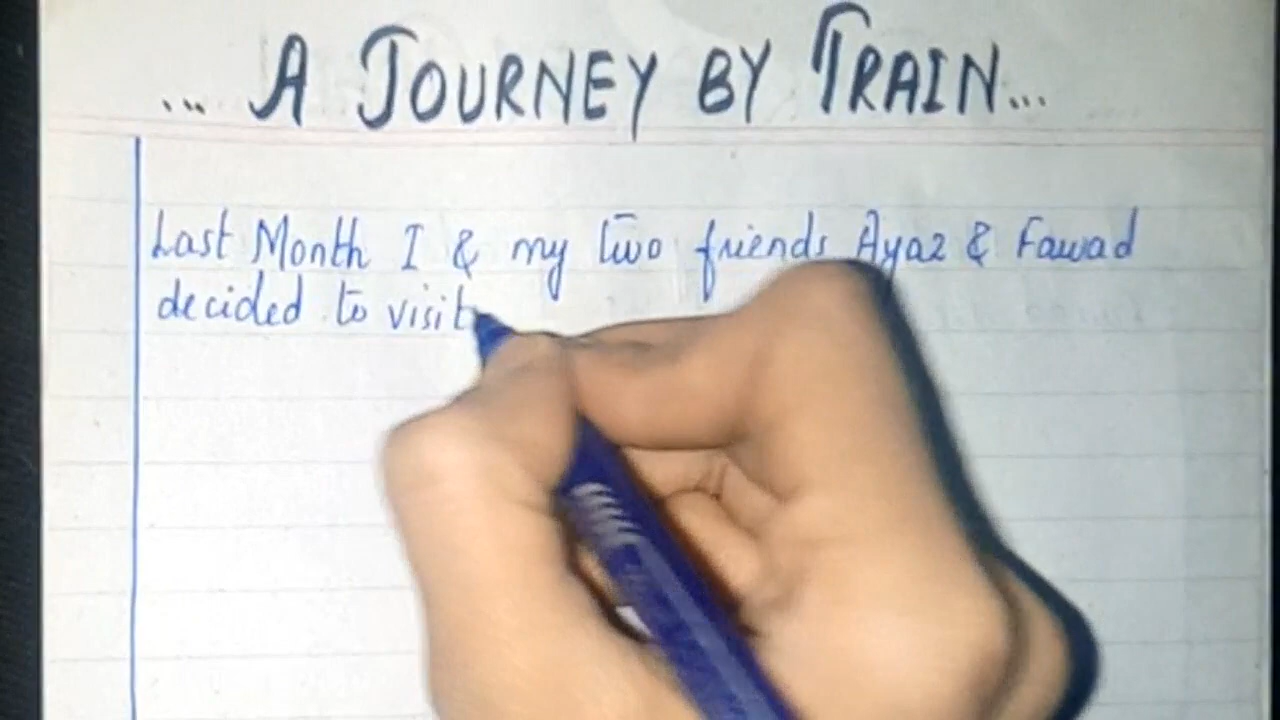 ... A JOURNEY BY TRAIN...
Last Month I & my two friends Ayaz & Fawad
decided to visit